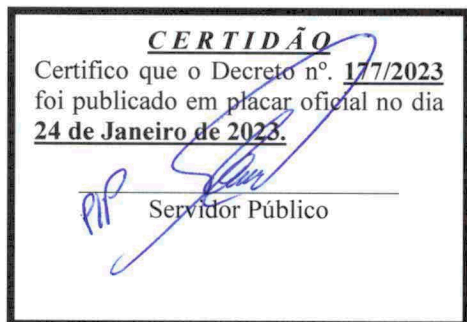 CERTIDÃO
Certifico que o Decreto nº. 177/2023
foi publicado em placar oficial no dia
24 de Janeiro de 2023.
P/P
Servidor Público